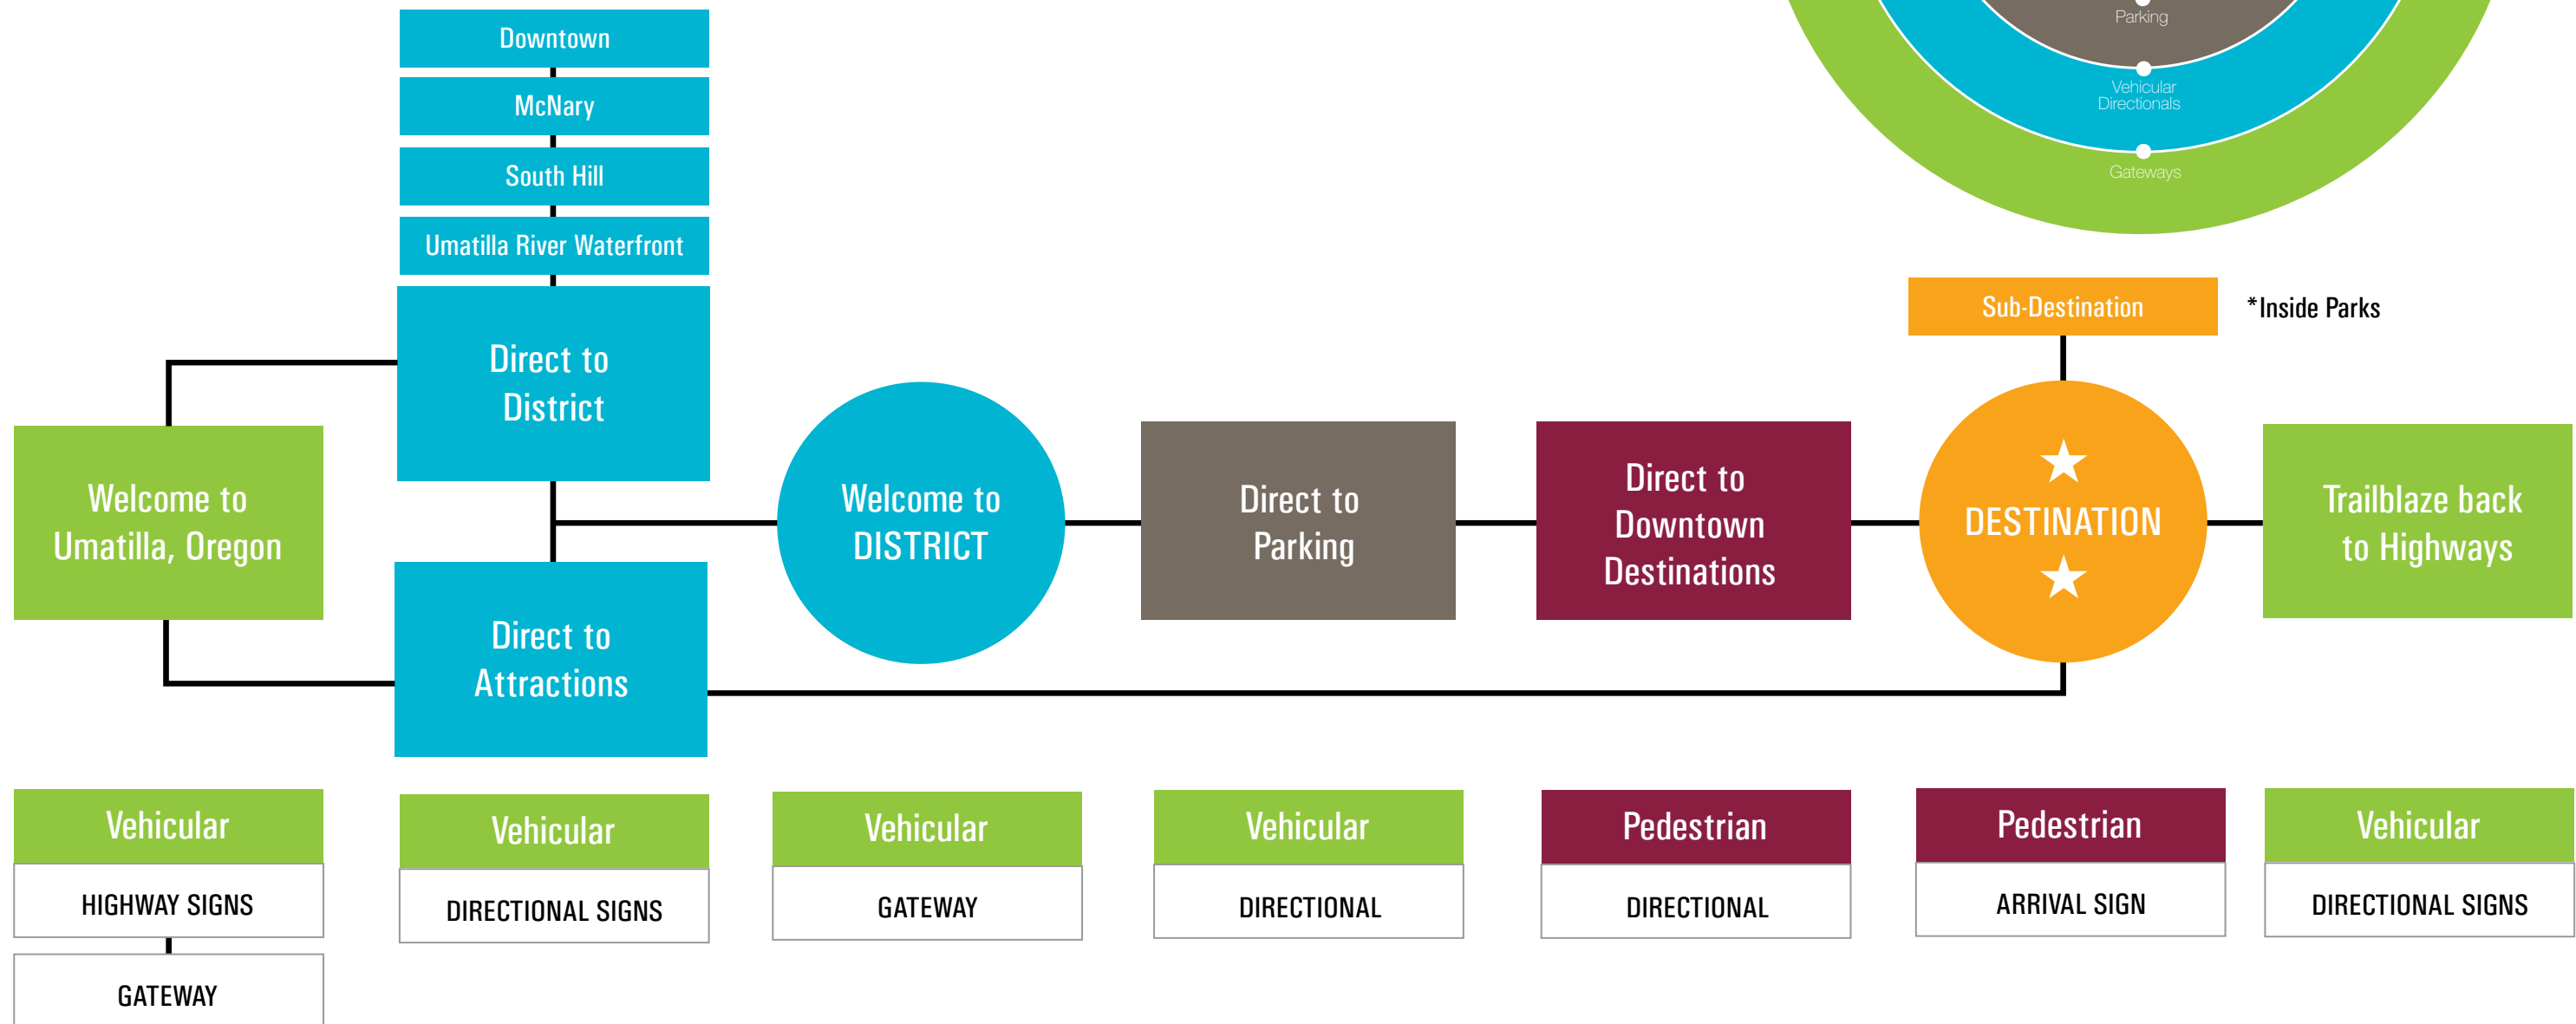 Downtown
McNary
South Hill
Umatilla River Waterfront
Parking
Vehicular
Directionals
Gateways
Sub-Destination
*Inside Parks
Direct to
District
Welcome to
Umatilla, Oregon
Direct to
Attractions
Welcome to
DISTRICT
Direct to
Parking
Direct to
Downtown
Destinations
DESTINATION
Trailblaze back
to Highways
Vehicular
HIGHWAY SIGNS
GATEWAY
Vehicular
DIRECTIONAL SIGNS
Vehicular
GATEWAY
Vehicular
DIRECTIONAL
Pedestrian
DIRECTIONAL
Pedestrian
ARRIVAL SIGN
Vehicular
DIRECTIONAL SIGNS